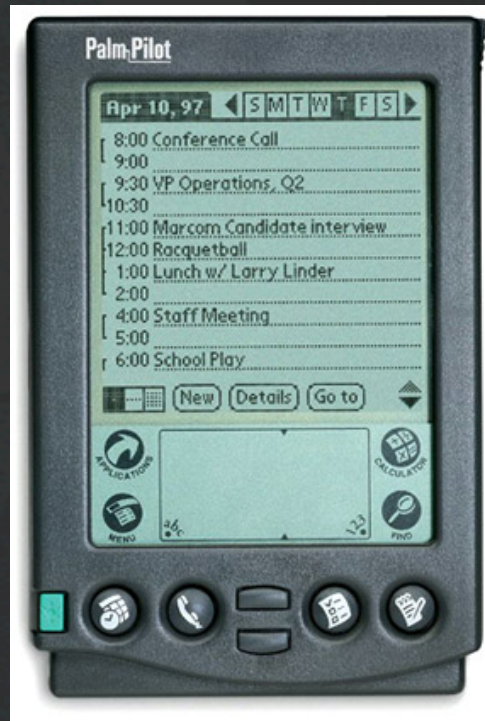 Palm Pilot
Apr 10, 97 S M T W T F S
8:00 Conference Call
9:00
9:30 VP Operations, Q2
10:30
11:00 Marcom Candidate interview
12:00 Racquetball
1:00 Lunch w/ Larry Linder
2:00
4:00 Staff Meeting
5:00
6:00 School Play
New Details Go to
APPLICATIONS CALCULATOR
MENU abc 123 FIND